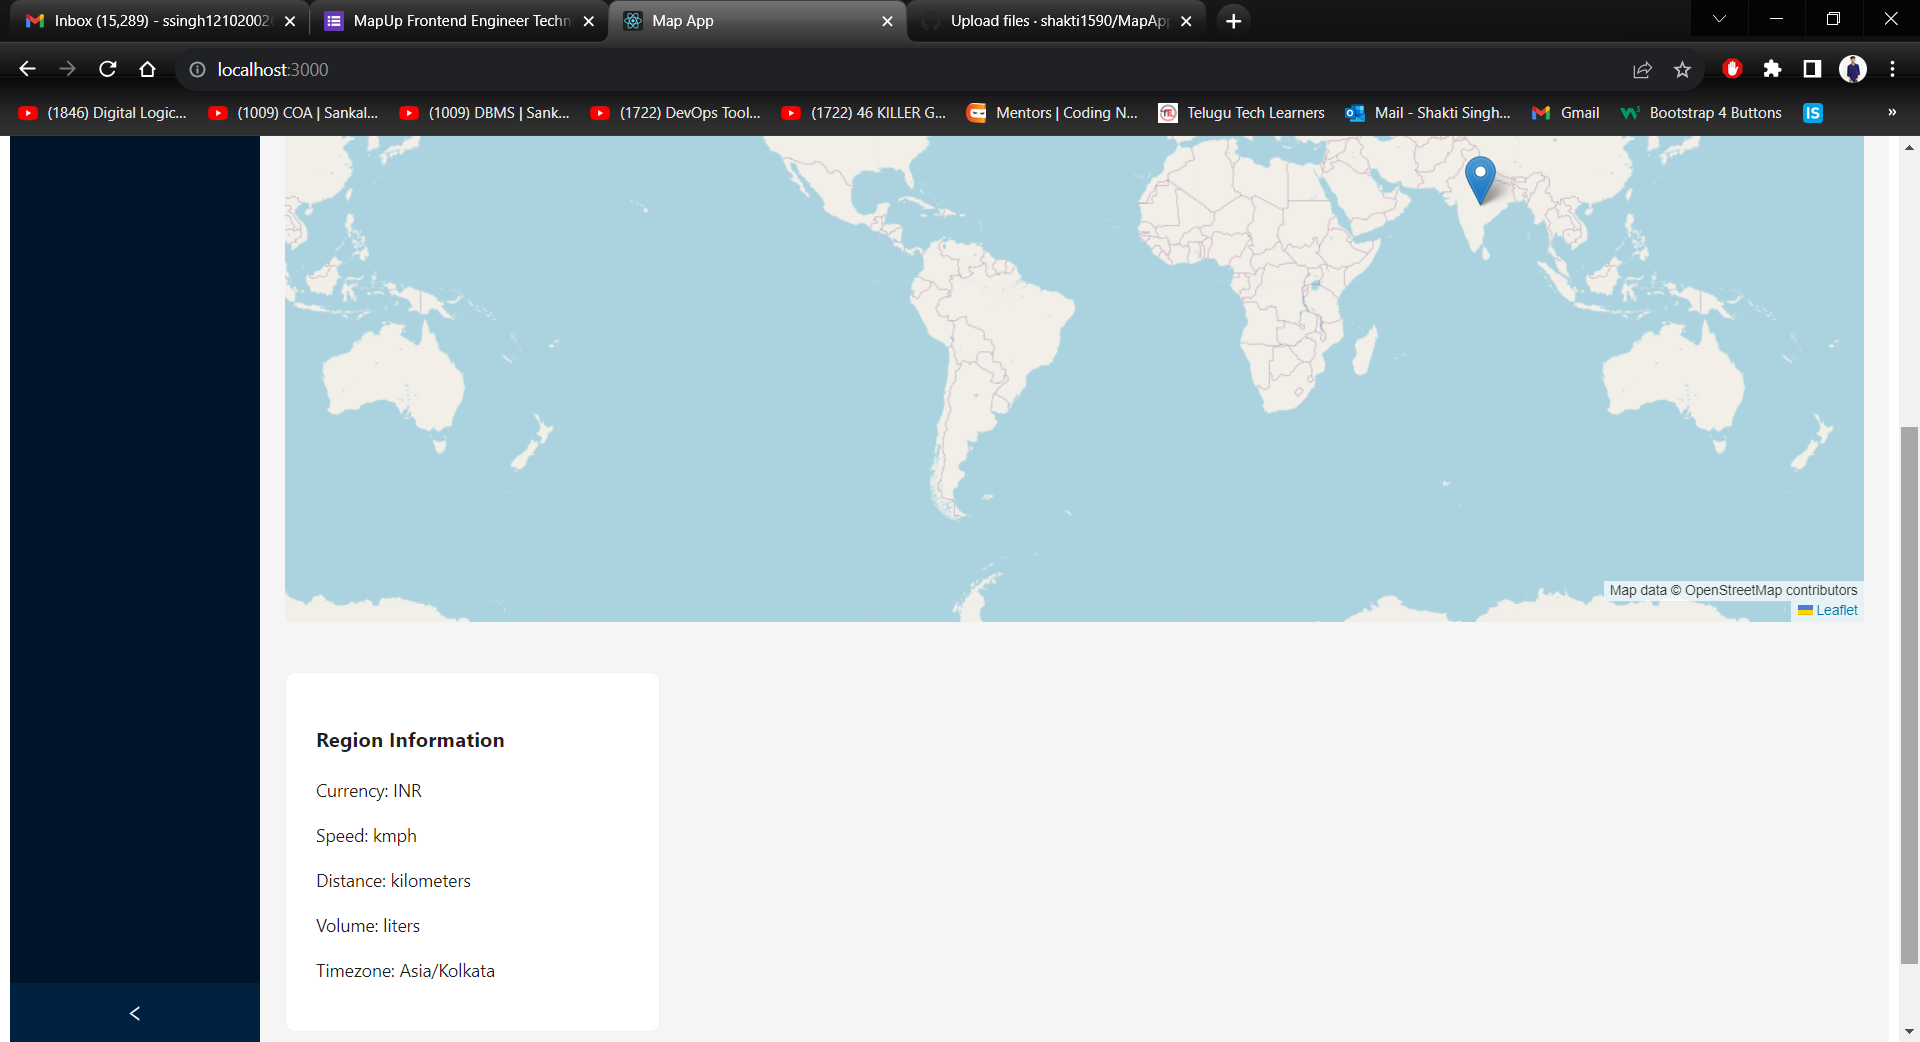 Inbox (15,289) - ssingh12102002
MapUp Frontend Engineer Techn
Map App
Upload files · shakti1590/MapApp
localhost:3000
(1846) Digital Logic...
(1009) COA | Sankal...
(1009) DBMS | Sank...
(1722) DevOps Tool...
(1722) 46 KILLER G...
Mentors | Coding N...
Telugu Tech Learners
Mail - Shakti Singh...
Gmail
Bootstrap 4 Buttons
IS
»
Map data © OpenStreetMap contributors
Leaflet
Region Information
Currency: INR
Speed: kmph
Distance: kilometers
Volume: liters
Timezone: Asia/Kolkata